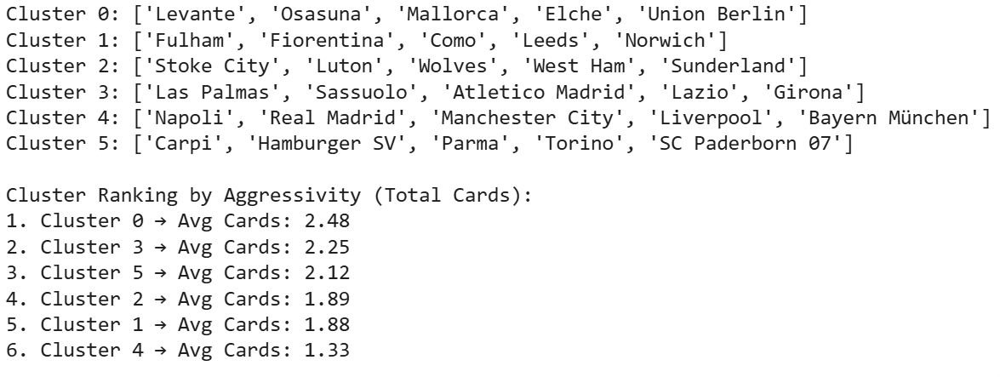 Cluster 0: ['Levante', 'Osasuna', 'Mallorca', 'Elche', 'Union Berlin']
Cluster 1: ['Fulham', 'Fiorentina', 'Como', 'Leeds', 'Norwich']
Cluster 2: ['Stoke City', 'Luton', 'Wolves', 'West Ham', 'Sunderland']
Cluster 3: ['Las Palmas', 'Sassuolo', 'Atletico Madrid', 'Lazio', 'Girona']
Cluster 4: ['Napoli', 'Real Madrid', 'Manchester City', 'Liverpool', 'Bayern München']
Cluster 5: ['Carpi', 'Hamburger SV', 'Parma', 'Torino', 'SC Paderborn 07']
Cluster Ranking by Aggressivity (Total Cards):
1. Cluster 0 → Avg Cards: 2.48
2. Cluster 3 → Avg Cards: 2.25
3. Cluster 5 → Avg Cards: 2.12
4. Cluster 2 → Avg Cards: 1.89
5. Cluster 1 → Avg Cards: 1.88
6. Cluster 4 → Avg Cards: 1.33